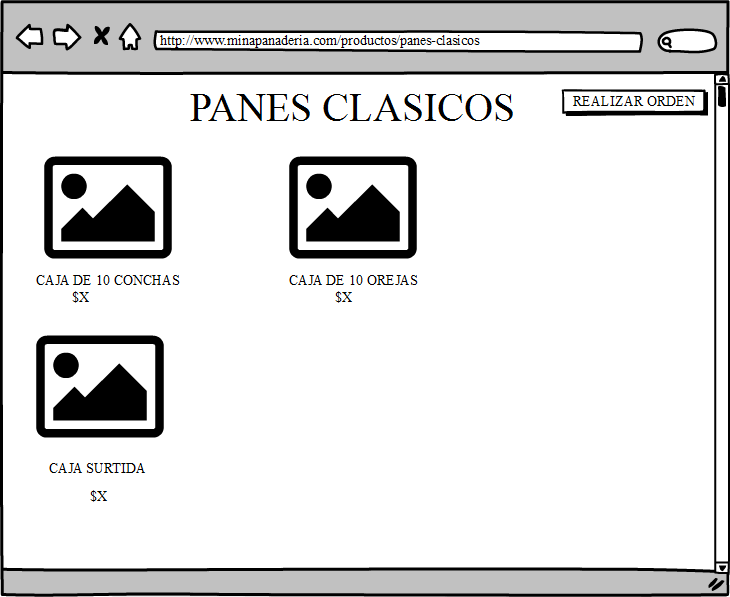 http://www.minapanaderia.com/productos/panes-clasicos
PANES CLASICOS
REALIZAR ORDEN
CAJA DE 10 CONCHAS
$X
CAJA DE 10 OREJAS
$X
CAJA SURTIDA
$X